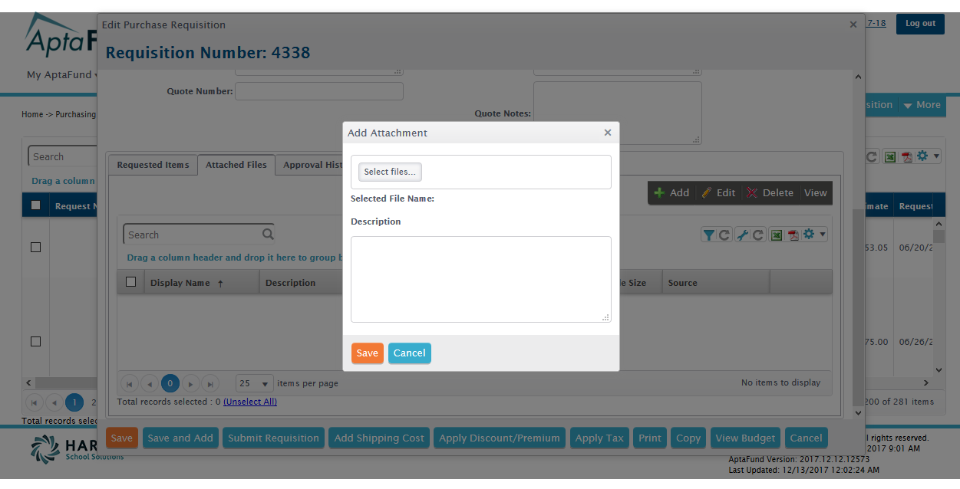 Edit Purchase Requisition
7-18
Log out
AptaF
Requisition Number: 4338
My AptaFund
Quote Number:
Quote Notes:
Home -> Purchasing
sition
More
Add Attachment
Search
Requested Items
Attached Files
Approval Hist
Select files...
Drag a column
Selected File Name:
Add
Edit
Delete
View
Request N
mate
Request
Description
Search
53.05
06/20/2
Drag a column header and drop it here to group b
Display Name
Description
le Size
Source
75.00
06/26/2
Save
Cancel
0
25
items per page
No items to display
1
2
Total records selected : 0 (Unselect All)
200 of 281 items
Total records selec
Save
Save and Add
Submit Requisition
Add Shipping Cost
Apply Discount/Premium
Apply Tax
Print
Copy
View Budget
Cancel
HAR
School Solutions
l rights reserved.
2017 9:01 AM
AptaFund Version: 2017.12.12.12573
Last Updated: 12/13/2017 12:02:24 AM